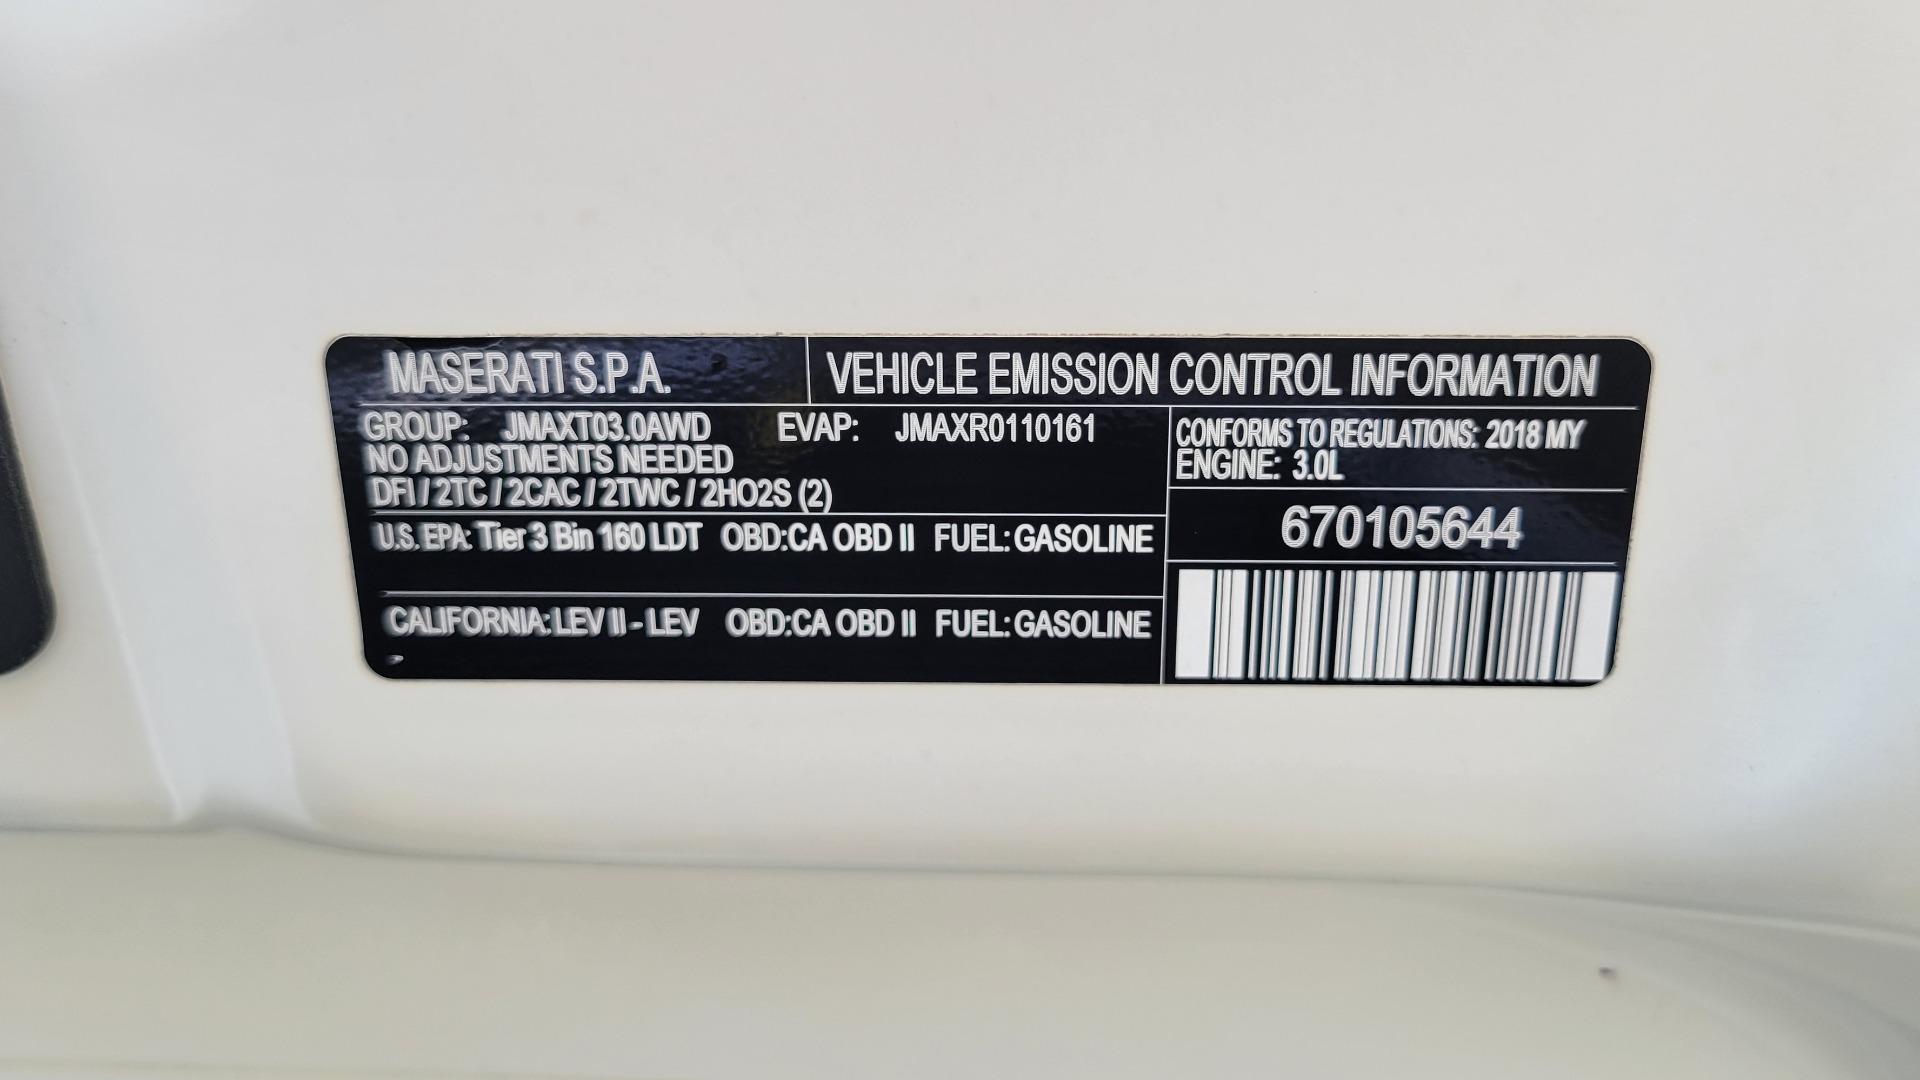 MASERATI S.P.A. VEHICLE EMISSION CONTROL INFORMATION
GROUP: JMAXT03.0AWD EVAP: JMAXR0110161
NO ADJUSTMENTS NEEDED
DFI / 2TC / 2CAC / 2TWC / 2HO2S (2)
CONFORMS TO REGULATIONS: 2018 MY
ENGINE: 3.0L
670105644
U.S. EPA: Tier 3 Bin 160 LDT OBD:CA OBD II FUEL:GASOLINE
CALIFORNIA:LEV II - LEV OBD:CA OBD II FUEL:GASOLINE